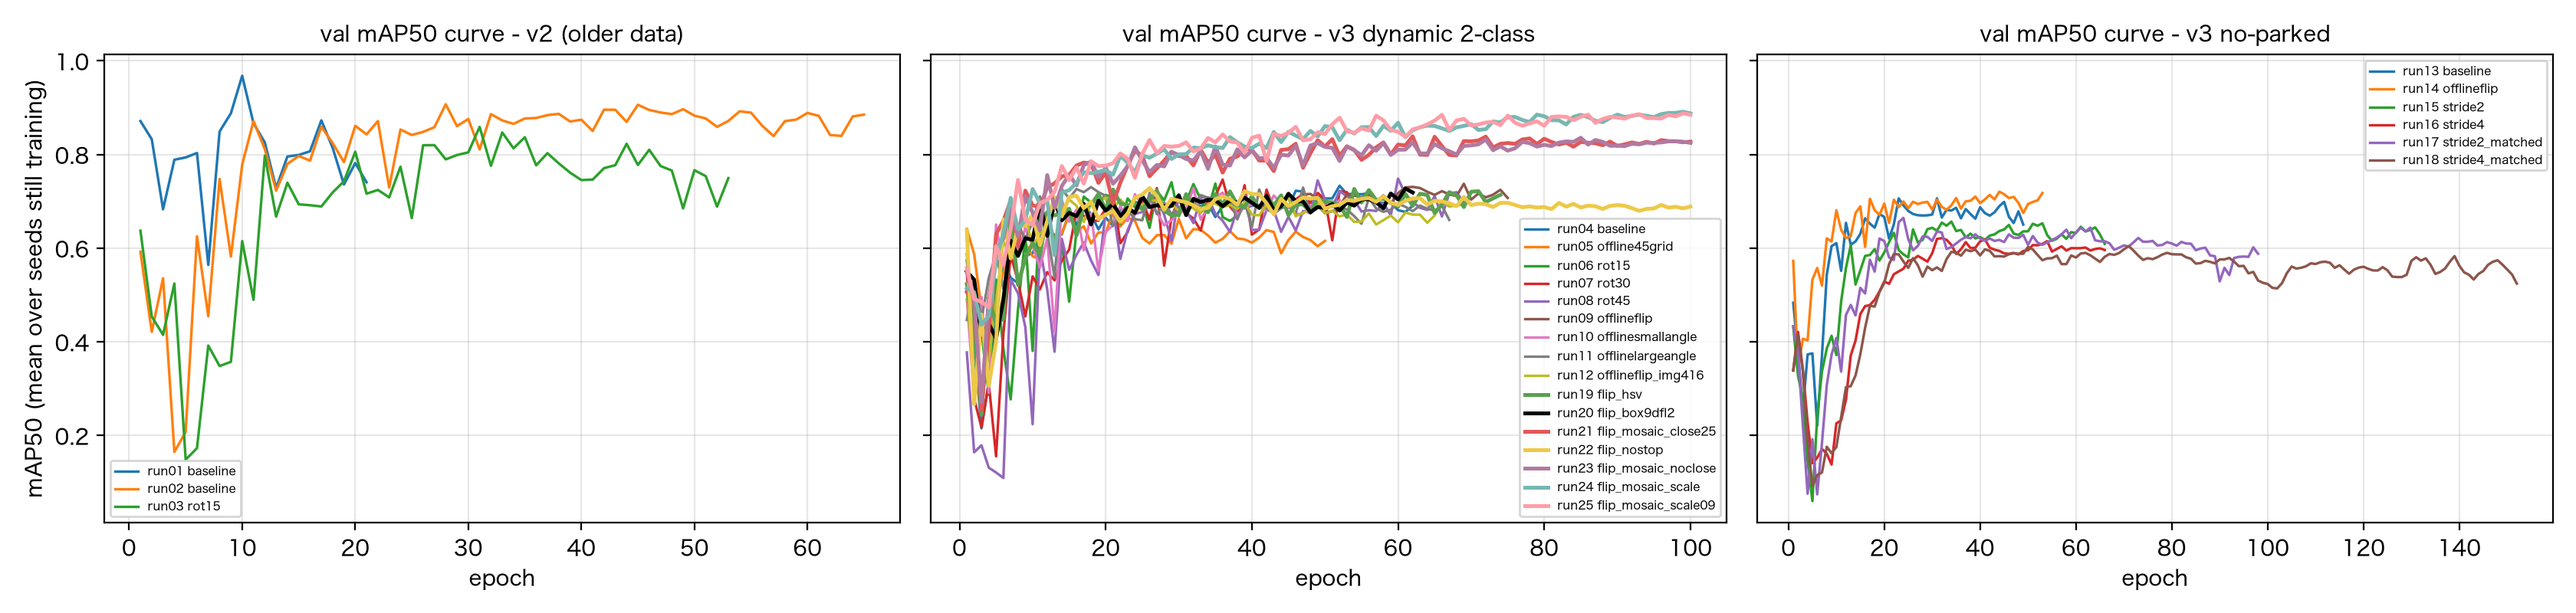 val mAP50 curve - v2 (older data)
mAP50 (mean over seeds still training)
1.0
0.8
0.6
0.4
0.2
0 10 20 30 40 50 60
epoch
run01 baseline
run02 baseline
run03 rot15
val mAP50 curve - v3 dynamic 2-class
0 20 40 60 80 100
epoch
run04 baseline
run05 offline45grid
run06 rot15
run07 rot30
run08 rot45
run09 offlineflip
run10 offlinesmallangle
run11 offlinelargeangle
run12 offlineflip_img416
run19 flip_hsv
run20 flip_box9dfl2
run21 flip_mosaic_close25
run22 flip_nostop
run23 flip_mosaic_noclose
run24 flip_mosaic_scale
run25 flip_mosaic_scale09
val mAP50 curve - v3 no-parked
0 20 40 60 80 100 120 140
epoch
run13 baseline
run14 offlineflip
run15 stride2
run16 stride4
run17 stride2_matched
run18 stride4_matched